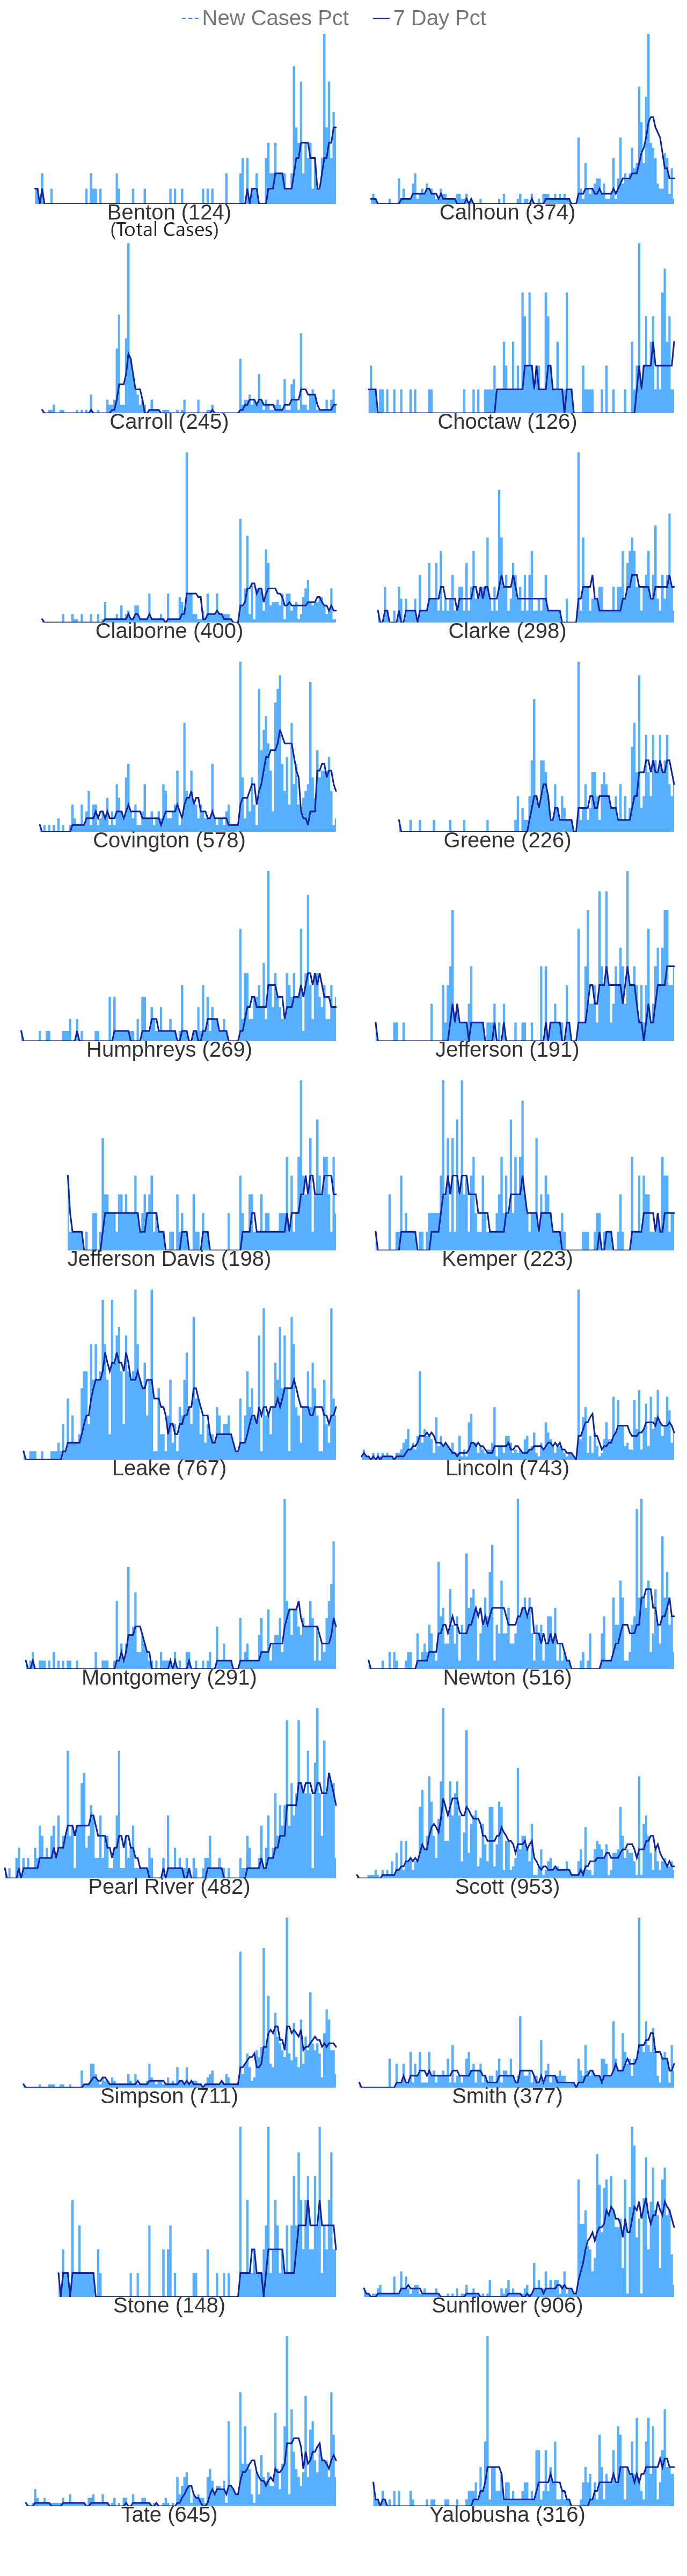 New Cases Pct 7 Day Pct
Benton (124) Calhoun (374)
(Total Cases)
Carroll (245) Choctaw (126)
Claiborne (400) Clarke (298)
Covington (578) Greene (226)
Humphreys (269) Jefferson (191)
Jefferson Davis (198) Kemper (223)
Leake (767) Lincoln (743)
Montgomery (291) Newton (516)
Pearl River (482) Scott (953)
Simpson (711) Smith (377)
Stone (148) Sunflower (906)
Tate (645) Yalobusha (316)